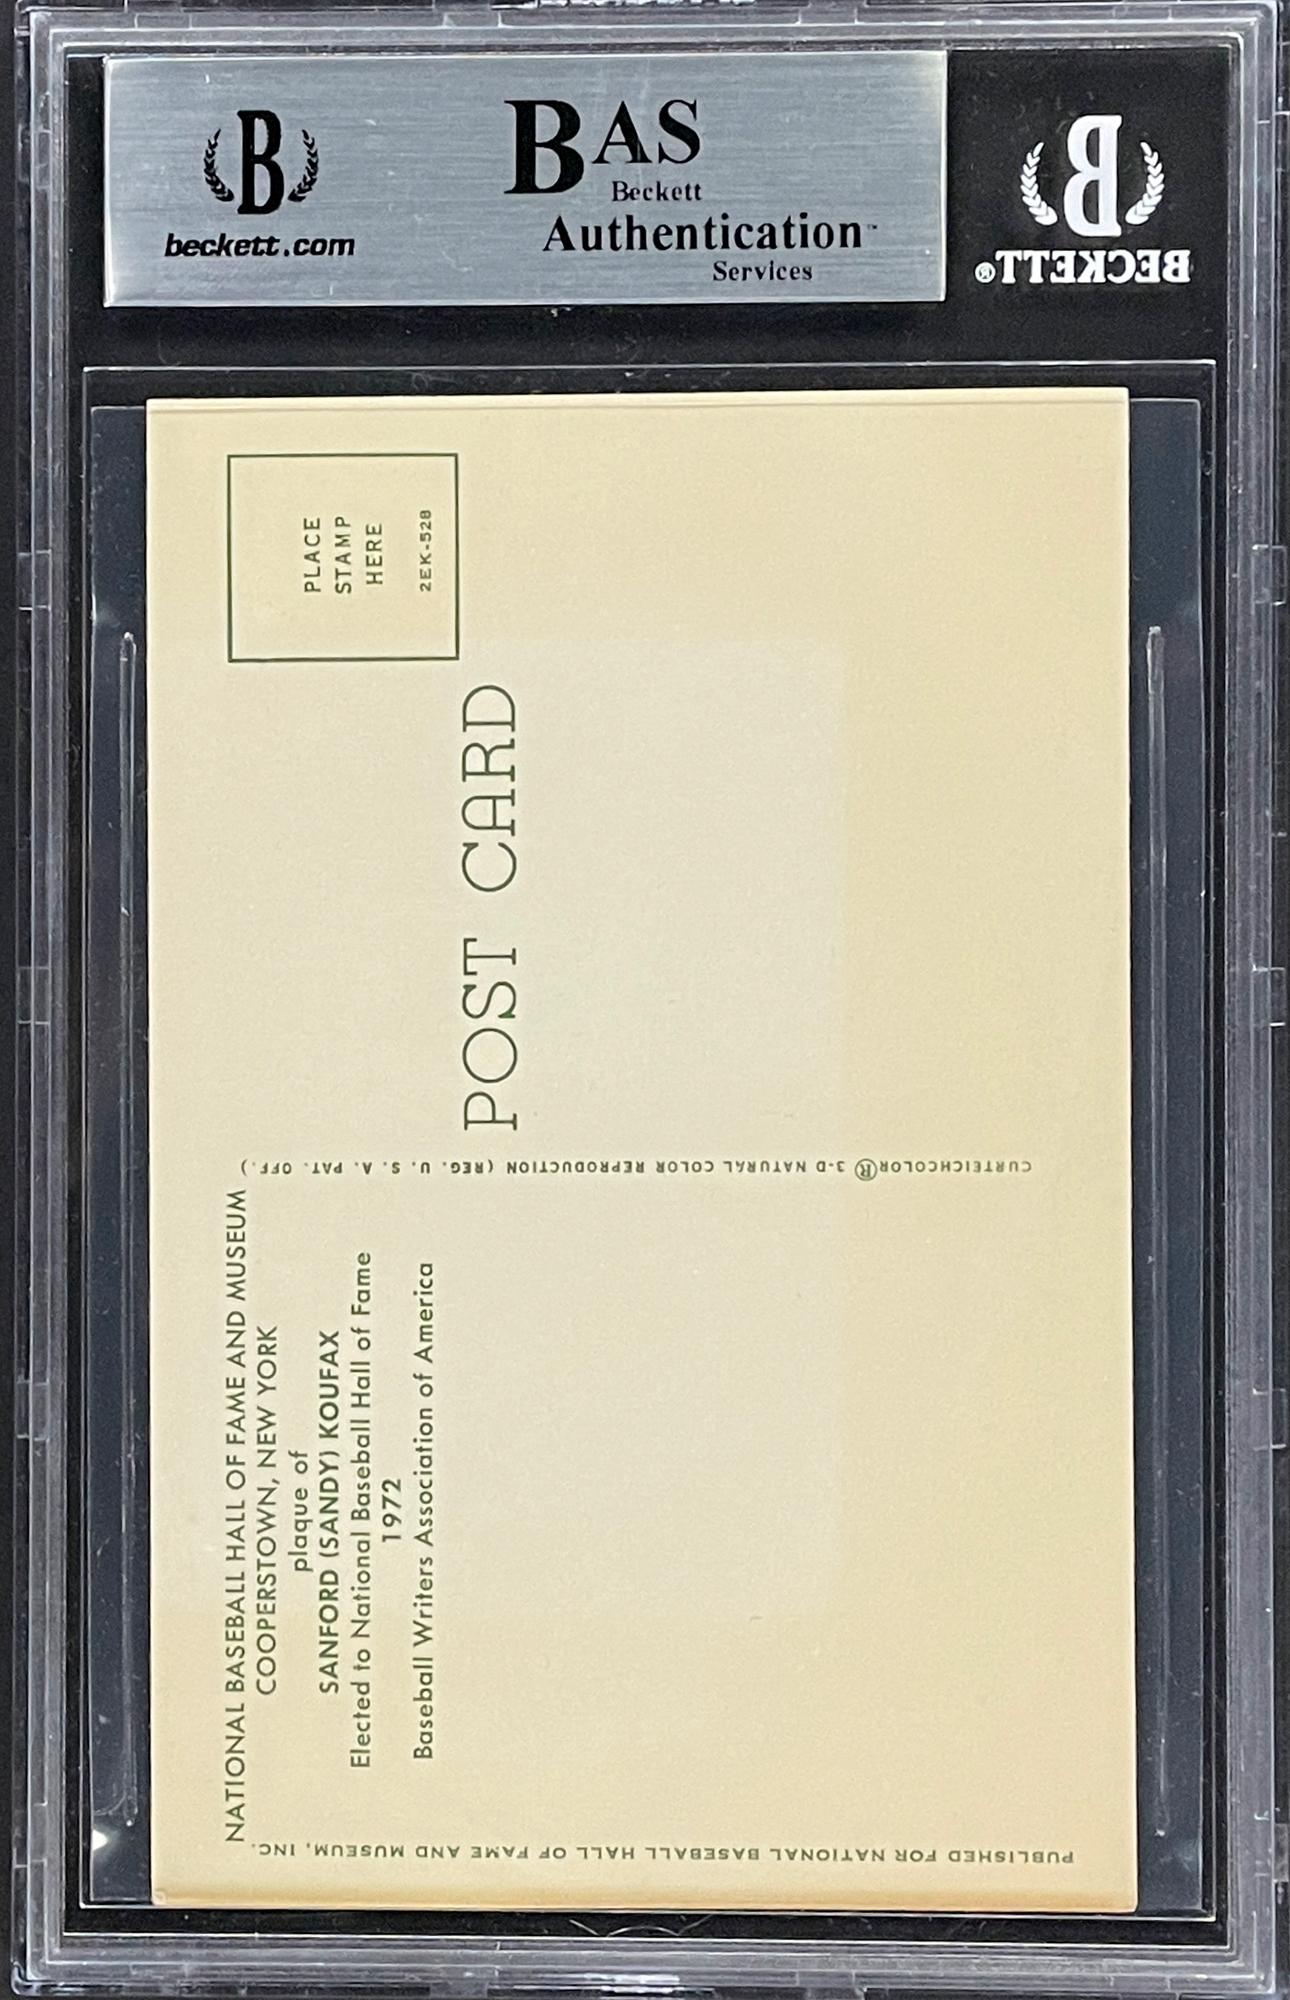 B
beckett.com
BAS
Beckett
Authentication™
Services
B
BECKETT®
NATIONAL BASEBALL HALL OF FAME AND MUSEUM
COOPERSTOWN, NEW YORK
plaque of
SANFORD (SANDY) KOUFAX
Elected to National Baseball Hall of Fame
1972
Baseball Writers Association of America
PUBLISHED FOR NATIONAL BASEBALL HALL OF FAME AND MUSEUM, INC.
CURTEICHCOLOR® 3-D NATURAL COLOR REPRODUCTION (REG. U. S. A. PAT. OFF.)
POST CARD
PLACE
STAMP
HERE
2EK-528